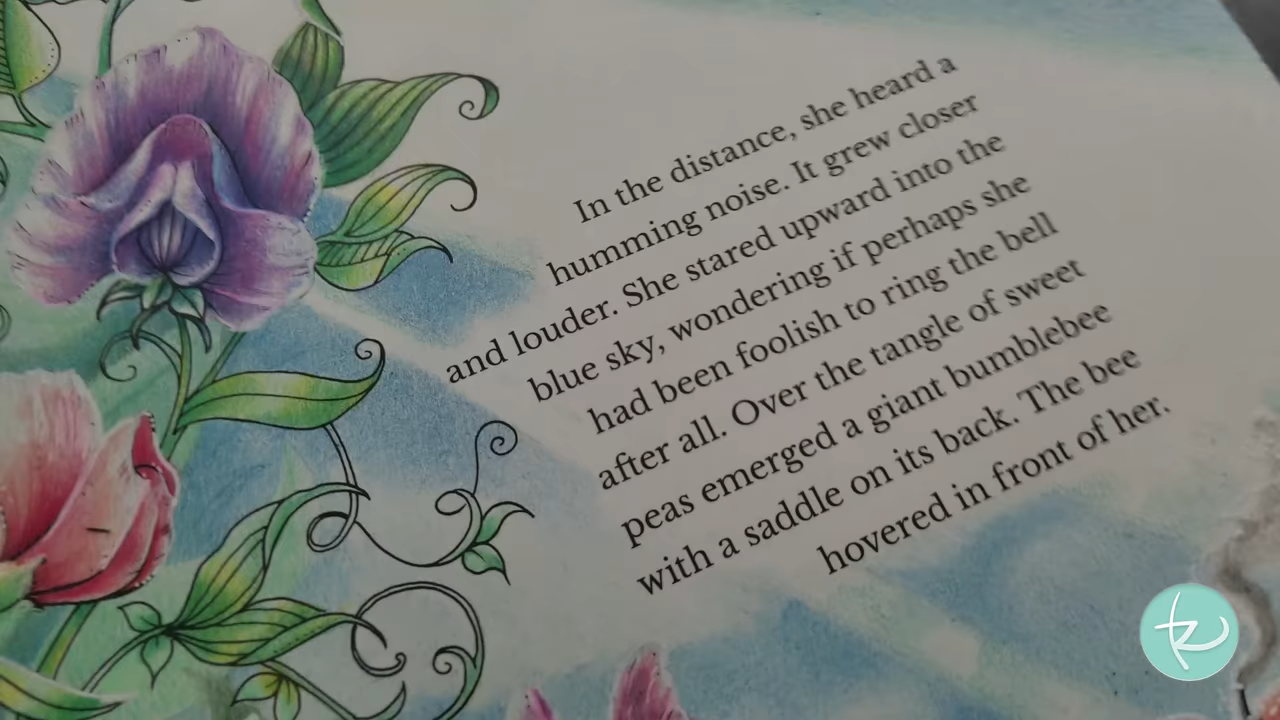 In the distance, she heard a
humming noise. It grew closer
and louder. She stared upward into the
blue sky, wondering if perhaps she
had been foolish to ring the bell
after all. Over the tangle of sweet
peas emerged a giant bumblebee
with a saddle on its back. The bee
hovered in front of her.